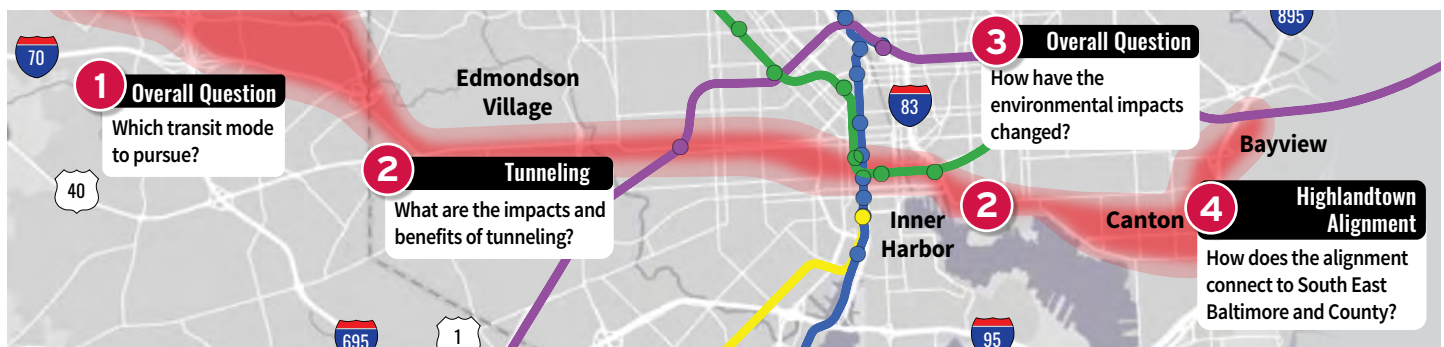 70
1
Overall Question
Which transit mode
to pursue?
40
Edmondson
Village
2
Tunneling
What are the impacts and
benefits of tunneling?
695
1
83
3
Overall Question
How have the
environmental impacts
changed?
895
Inner
Harbor
2
95
Canton
Bayview
4
Highlandtown
Alignment
How does the alignment
connect to South East
Baltimore and County?